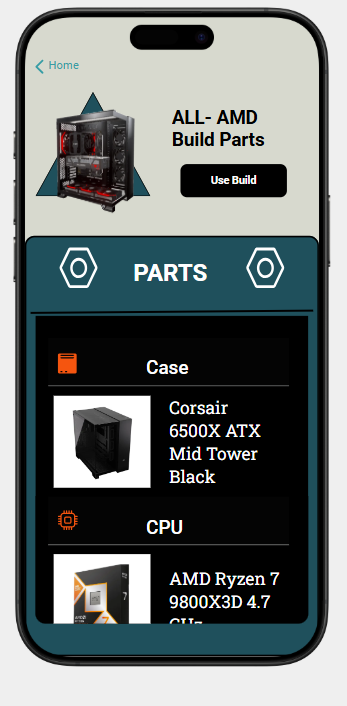 Home
ALL- AMD
Build Parts
Use Build
PARTS
Case
Corsair
6500X ATX
Mid Tower
Black
CPU
AMD Ryzen 7
9800X3D 4.7
GHz